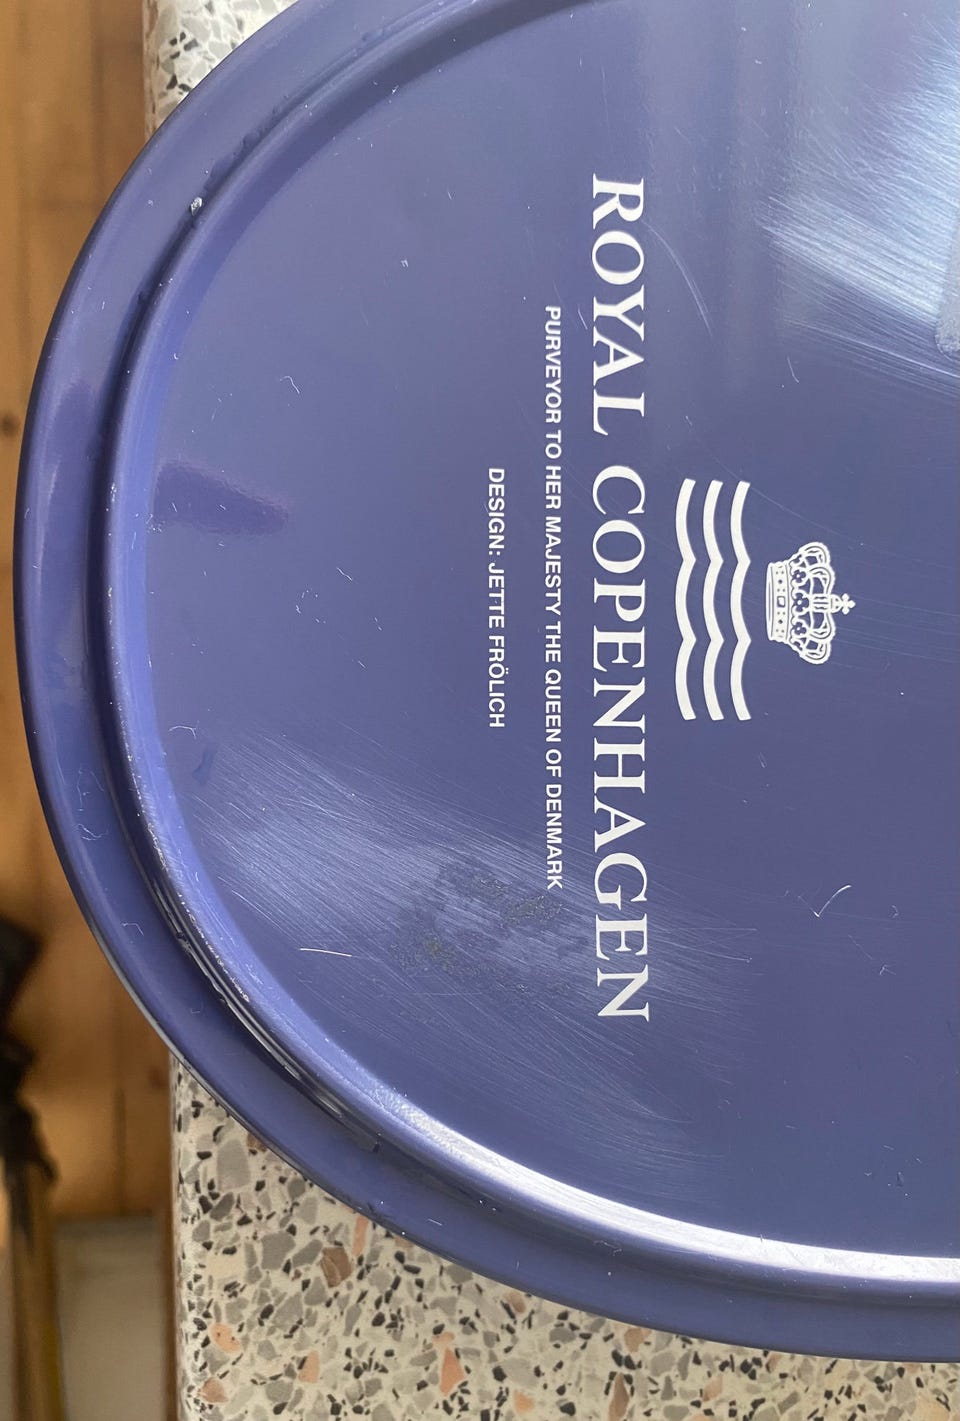 ROYAL COPENHAGEN
PURVEYOR TO HER MAJESTY THE QUEEN OF DENMARK
DESIGN: JETTE FRÖLICH